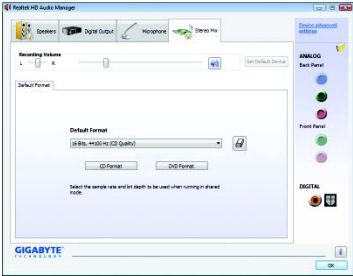 Realtek HD Audio Manager
Speakers
Digital Output
Microphone
Stereo Mix
Device advanced settings
Recording Volume
L
R
Set Default Device
ANALOG
Back Panel
Default Format
Default Format
16 Bits, 44100 Hz (CD Quality)
CD Format
DVD Format
Select the sample rate and bit depth to be used when running in shared
mode.
Front Panel
DIGITAL
GIGABYTE
TECHNOLOGY
i
OK